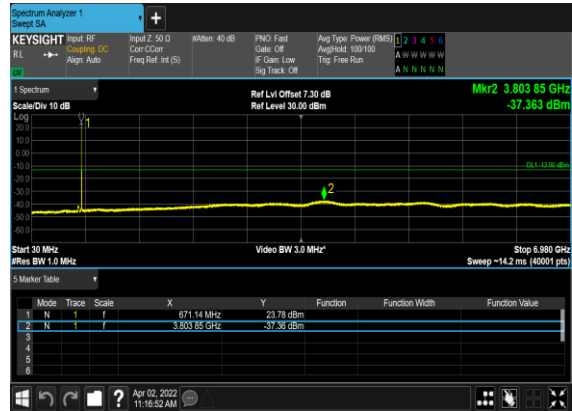 Spectrum Analyzer 1
Swept SA
+
KEYSIGHT Input: RF Input Z: 50 Ω #Atten: 40 dB PNO: Fast Avg Type: Power (RMS) 1 2 3 4 5 6
RL Coupling: DC Corr CCorr Gate: Off Avg|Hold: 100/100 A W W W W W
Align: Auto Freq Ref: Int (S) IF Gain: Low Trig: Free Run
LW Sig Track: Off A N N N N N
1 Spectrum Ref Lvl Offset 7.30 dB Mkr2 3.803 85 GHz
Scale/Div 10 dB Ref Level 30.00 dBm -37.363 dBm
Log
1
20.0
10.0
0.00
-10.0
DL1 -13.00 dBm
-20.0
2
-30.0
-40.0
-50.0
-60.0
Start 30 MHz Video BW 3.0 MHz* Stop 6.980 GHz
#Res BW 1.0 MHz Sweep ~14.2 ms (40001 pts)
5 Marker Table
Mode Trace Scale X Y Function Function Width Function Value
1 N 1 f 671.14 MHz 23.78 dBm
2 N 1 f 3.803 85 GHz -37.36 dBm
3
4
5
6
? Apr 02, 2022
11:16:52 AM